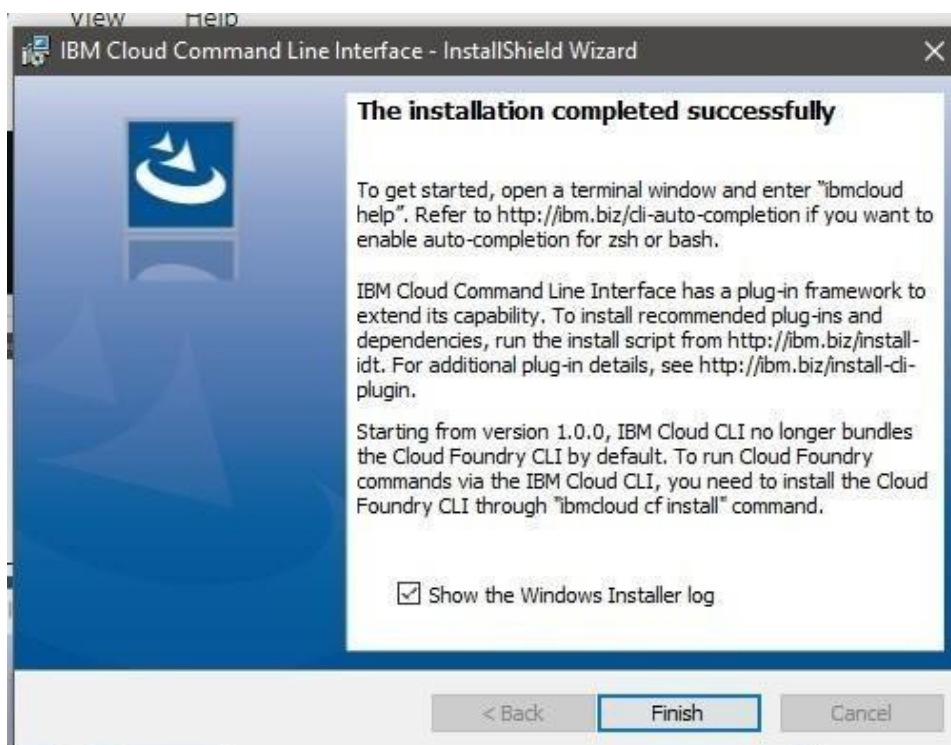 View Help
IBM Cloud Command Line Interface - InstallShield Wizard
The installation completed successfully
To get started, open a terminal window and enter "ibmcloud
help". Refer to http://ibm.biz/cli-auto-completion if you want to
enable auto-completion for zsh or bash.
IBM Cloud Command Line Interface has a plug-in framework to
extend its capability. To install recommended plug-ins and
dependencies, run the install script from http://ibm.biz/install-
idt. For additional plug-in details, see http://ibm.biz/install-cli-
plugin.
Starting from version 1.0.0, IBM Cloud CLI no longer bundles
the Cloud Foundry CLI by default. To run Cloud Foundry
commands via the IBM Cloud CLI, you need to install the Cloud
Foundry CLI through "ibmcloud cf install" command.
Show the Windows Installer log
< Back Finish Cancel